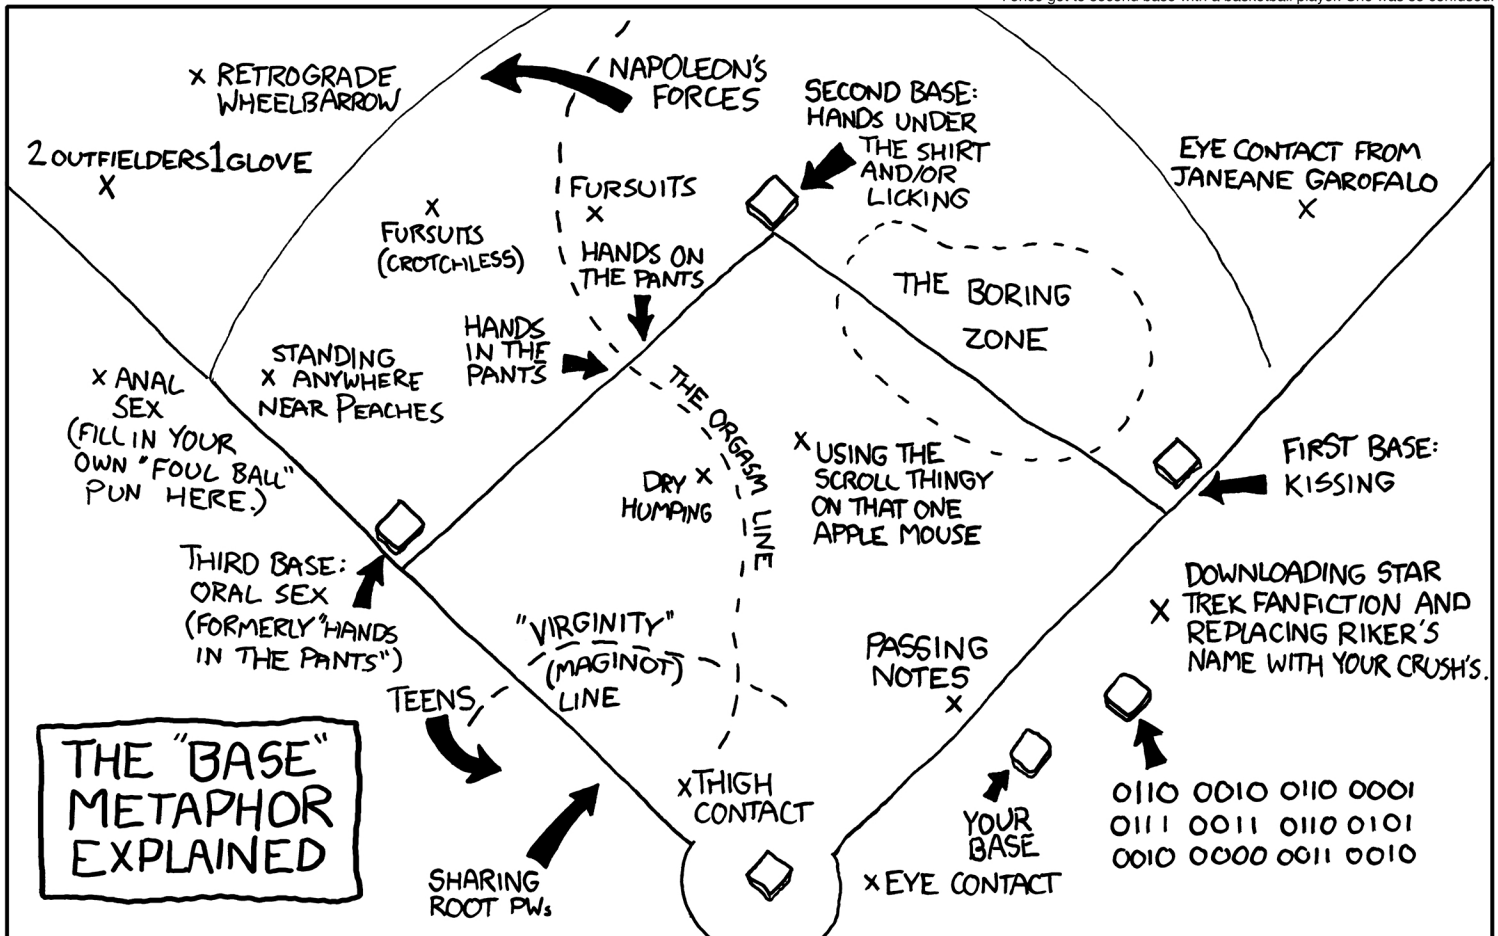 RETROGRADE
WHEELBARROW
NAPOLEON'S
FORCES
SECOND BASE:
HANDS UNDER
THE SHIRT
AND/OR
LICKING
2 OUTFIELDERS 1 GLOVE
EYE CONTACT FROM
JANEANE GAROFALO
FURSUITS
FURSUITS
(CROTCHLESS)
HANDS ON
THE PANTS
THE BORING
ZONE
HANDS
IN THE
PANTS
STANDING
ANYWHERE
NEAR PEACHES
ANAL
SEX
(FILL IN YOUR
OWN "FOUL BALL"
PUN HERE.)
THE ORGASM LINE
DRY
HUMPING
USING THE
SCROLL THINGY
ON THAT ONE
APPLE MOUSE
FIRST BASE:
KISSING
THIRD BASE:
ORAL SEX
(FORMERLY "HANDS
IN THE PANTS")
"VIRGINITY"
(MAGINOT)
LINE
PASSING
NOTES
DOWNLOADING STAR
TREK FANFICTION AND
REPLACING RIKER'S
NAME WITH YOUR CRUSH'S.
TEENS
THE "BASE"
METAPHOR
EXPLAINED
THIGH
CONTACT
YOUR
BASE
0110 0010 0110 0001
0111 0011 0110 0101
0010 0000 0011 0010
SHARING
ROOT PWs
EYE CONTACT